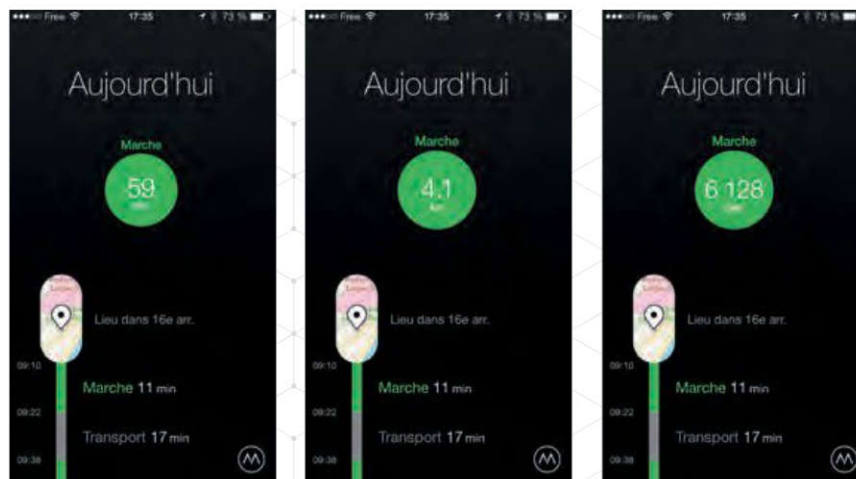 Free 17:35 73 %
Aujourd'hui
Marche
59
Lieu dans 16e arr.
09:10
Marche 11 min
09:22
Transport 17 min
09:38
Free 17:35 73 %
Aujourd'hui
Marche
4.1
km
Lieu dans 16e arr.
09:10
Marche 11 min
09:22
Transport 17 min
09:38
Free 17:35 73 %
Aujourd'hui
Marche
6 128
Lieu dans 16e arr.
09:10
Marche 11 min
09:22
Transport 17 min
09:38